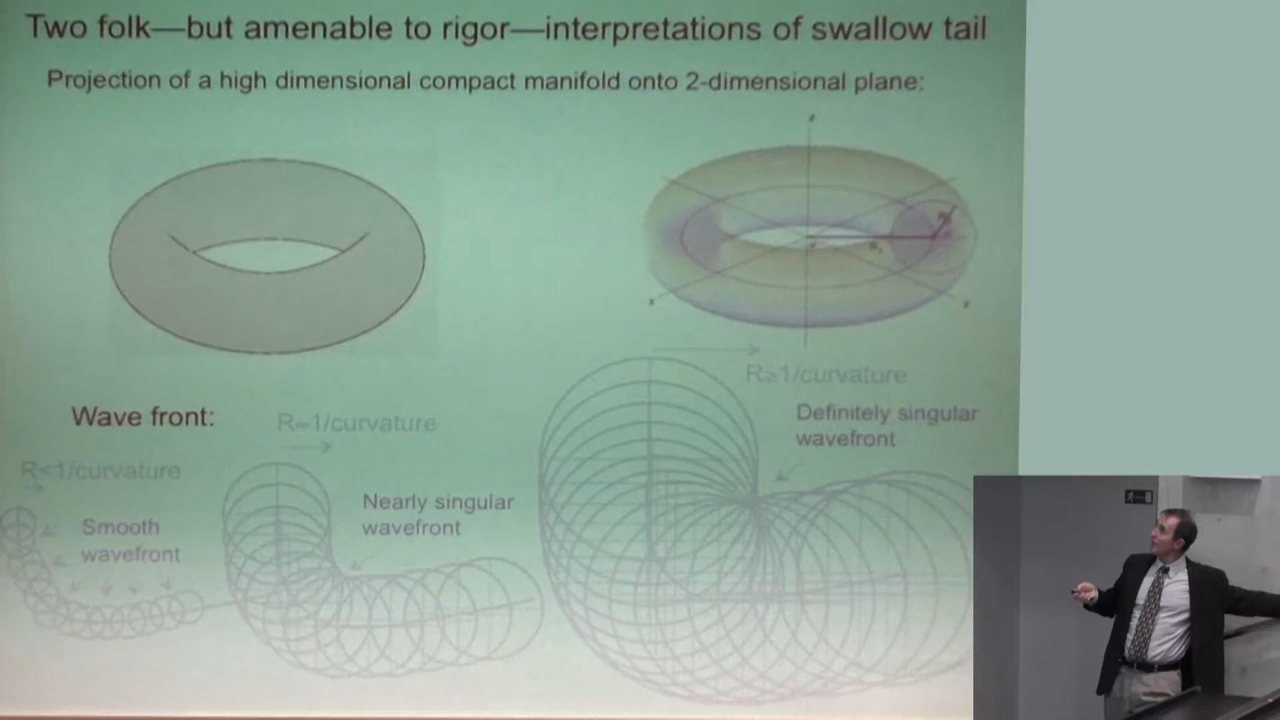 Two folk—but amenable to rigor—interpretations of swallow tail
Projection of a high dimensional compact manifold onto 2-dimensional plane:
Wave front:
R<1/curvature
Smooth
wavefront
R≈1/curvature
Nearly singular
wavefront
R≥1/curvature
Definitely singular
wavefront